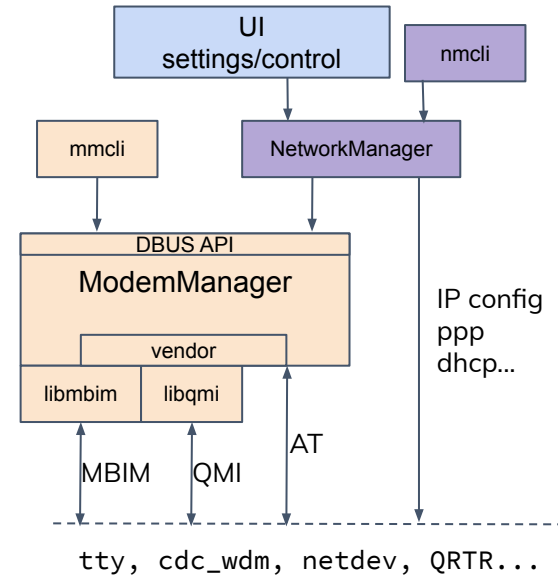 UI
settings/control
nmcli
mmcli
NetworkManager
DBUS API
ModemManager
vendor
libmbim
libqmi
IP config
ppp
dhcp...
AT
MBIM
QMI
tty, cdc_wdm, netdev, QRTR...